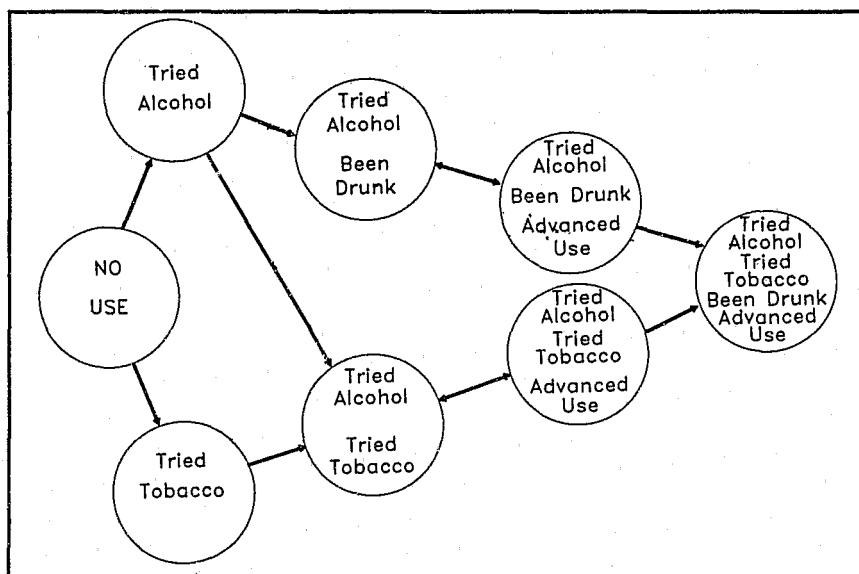 Tried
Alcohol
Tried
Alcohol
Been
Drunk
Tried
Alcohol
Been Drunk
Advanced
Use
NO
USE
Tried
Alcohol
Tried
Tobacco
Been Drunk
Advanced
Use
Tried
Alcohol
Tried
Tobacco
Advanced
Use
Tried
Alcohol
Tried
Tobacco
Tried
Tobacco